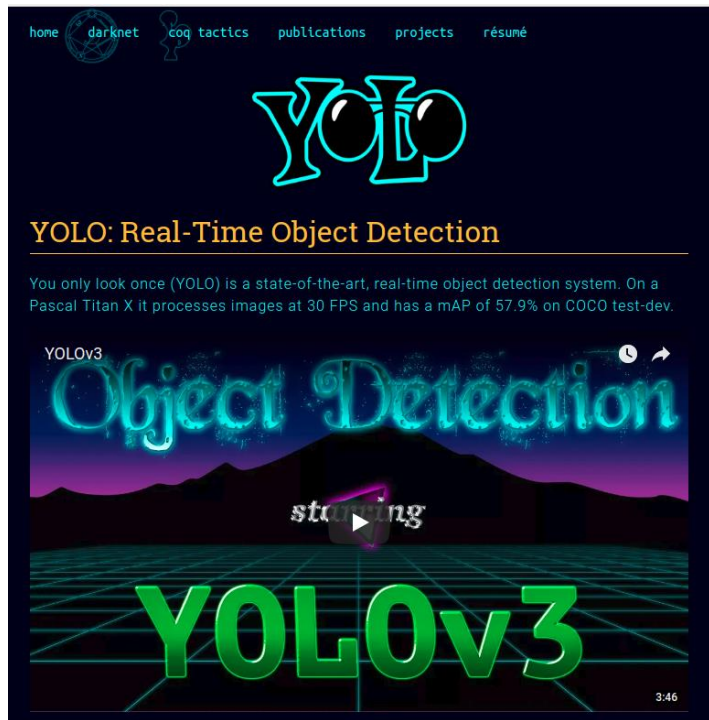 home darknet coq tactics publications projects résumé
YOLO
YOLO: Real-Time Object Detection
You only look once (YOLO) is a state-of-the-art, real-time object detection system. On a
Pascal Titan X it processes images at 30 FPS and has a mAP of 57.9% on COCO test-dev.
YOLOv3
Object Detection
starring
YOLOv3
3:46